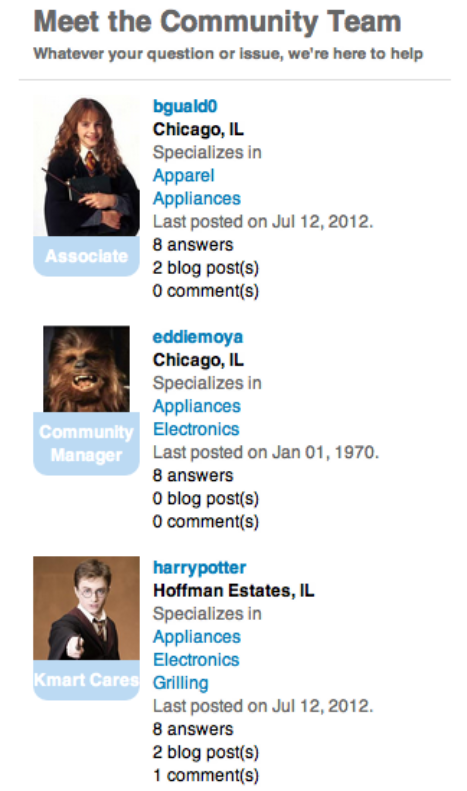 Meet the Community Team
Whatever your question or issue, we're here to help
bguald0
Chicago, IL
Specializes in
Apparel
Appliances
Last posted on Jul 12, 2012.
8 answers
2 blog post(s)
0 comment(s)
Associate
eddiemoya
Chicago, IL
Specializes in
Appliances
Electronics
Last posted on Jan 01, 1970.
8 answers
0 blog post(s)
0 comment(s)
Community
Manager
harrypotter
Hoffman Estates, IL
Specializes in
Appliances
Electronics
Grilling
Last posted on Jul 12, 2012.
8 answers
2 blog post(s)
1 comment(s)
Kmart Cares